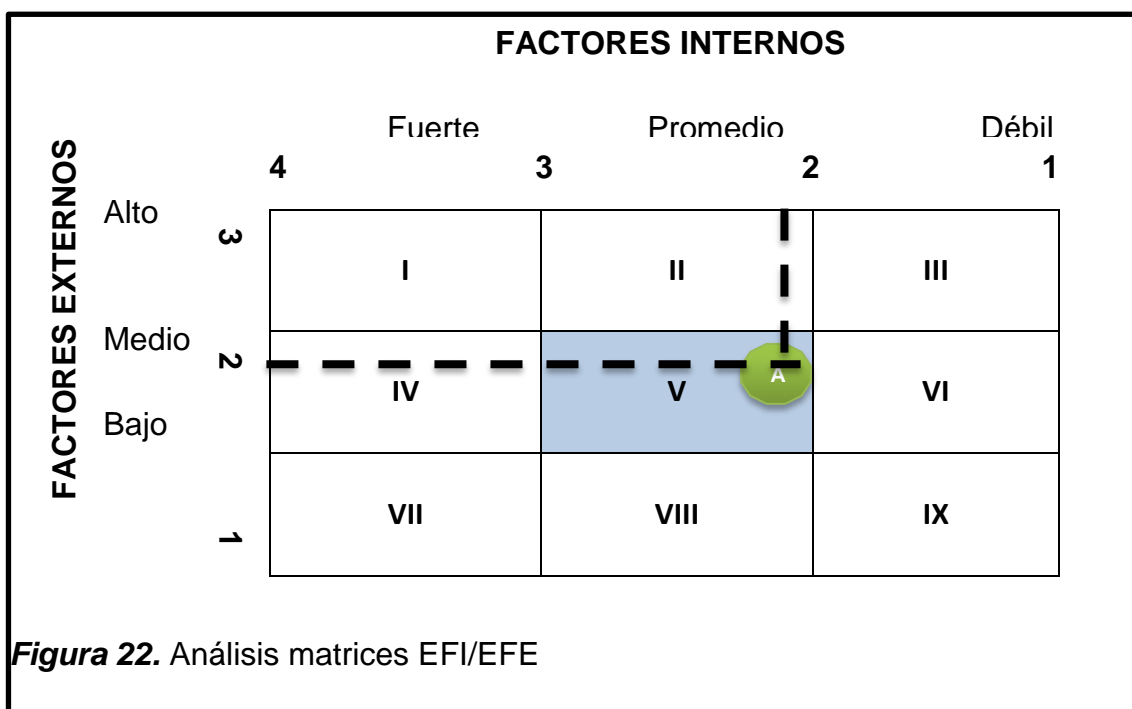 FACTORES INTERNOS
FACTORES EXTERNOS
Fuerte Promedio Débil
4 3 2 1
Alto
3
I II III
Medio
2
A
IV V VI
Bajo
VII VIII IX
1
Figura 22. Análisis matrices EFI/EFE